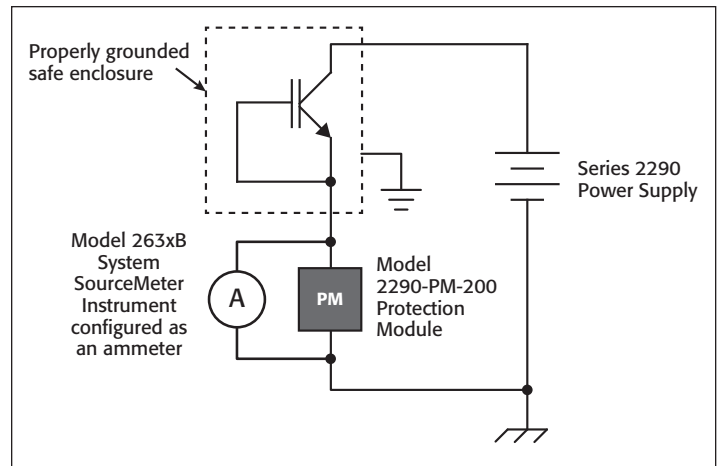 Properly grounded
safe enclosure
Series 2290
Power Supply
Model 263xB
System
SourceMeter
Instrument
configured as
an ammeter
A
PM
Model
2290-PM-200
Protection
Module